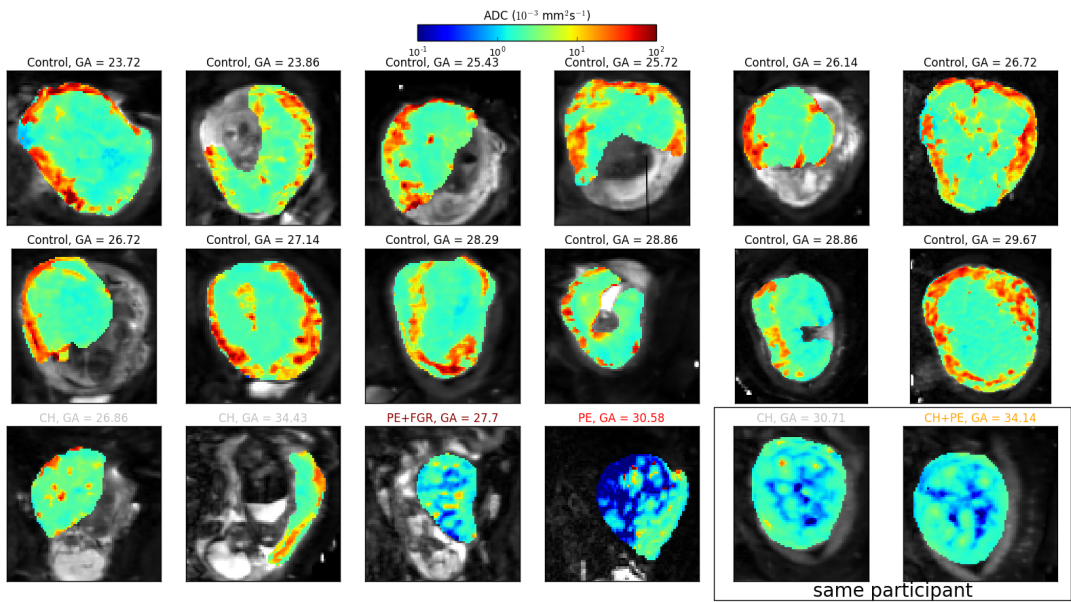 ADC (10⁻³ mm²s⁻¹)
10⁻¹ 10⁰ 10¹ 10²
Control, GA = 23.72 Control, GA = 23.86 Control, GA = 25.43 Control, GA = 25.72 Control, GA = 26.14 Control, GA = 26.72
Control, GA = 26.72 Control, GA = 27.14 Control, GA = 28.29 Control, GA = 28.86 Control, GA = 28.86 Control, GA = 29.67
CH, GA = 26.86 CH, GA = 34.43 PE+FGR, GA = 27.7 PE, GA = 30.58 CH, GA = 30.71 CH+PE, GA = 34.14
same participant